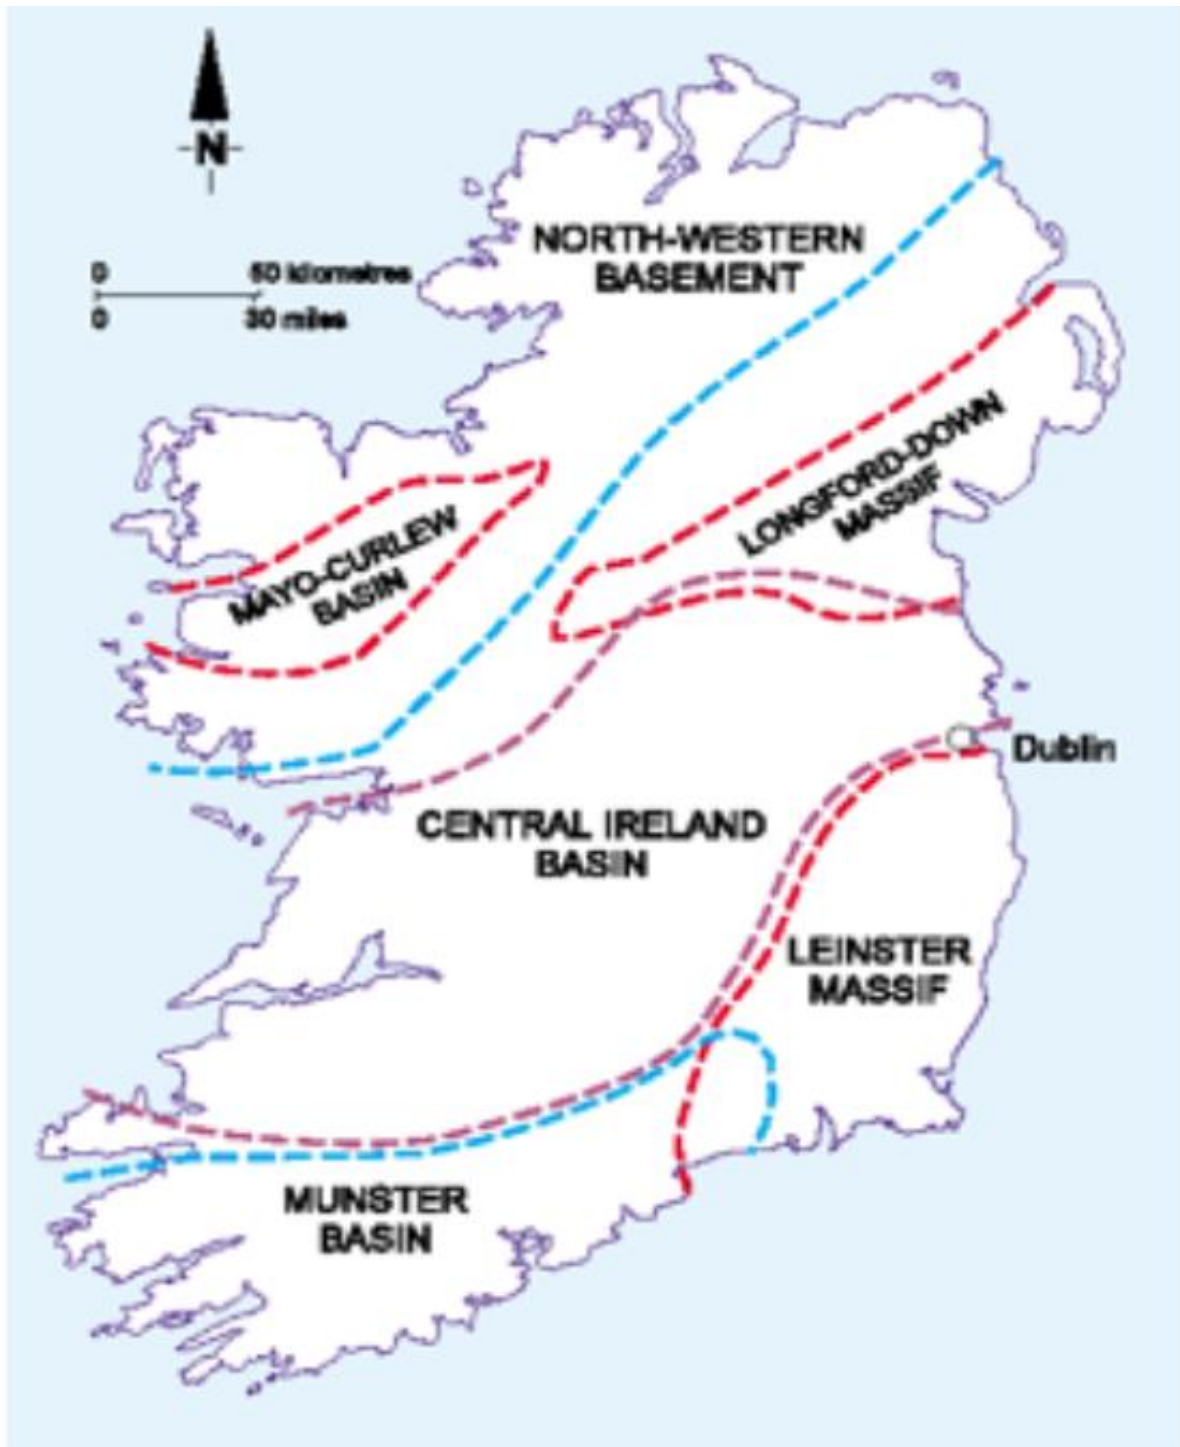 N
NORTH-WESTERN
BASEMENT
0 50 kilometres
0 30 miles
LONGFORD-DOWN
MASSIF
MAYO-CURLEW
BASIN
Dublin
CENTRAL IRELAND
BASIN
LEINSTER
MASSIF
MUNSTER
BASIN